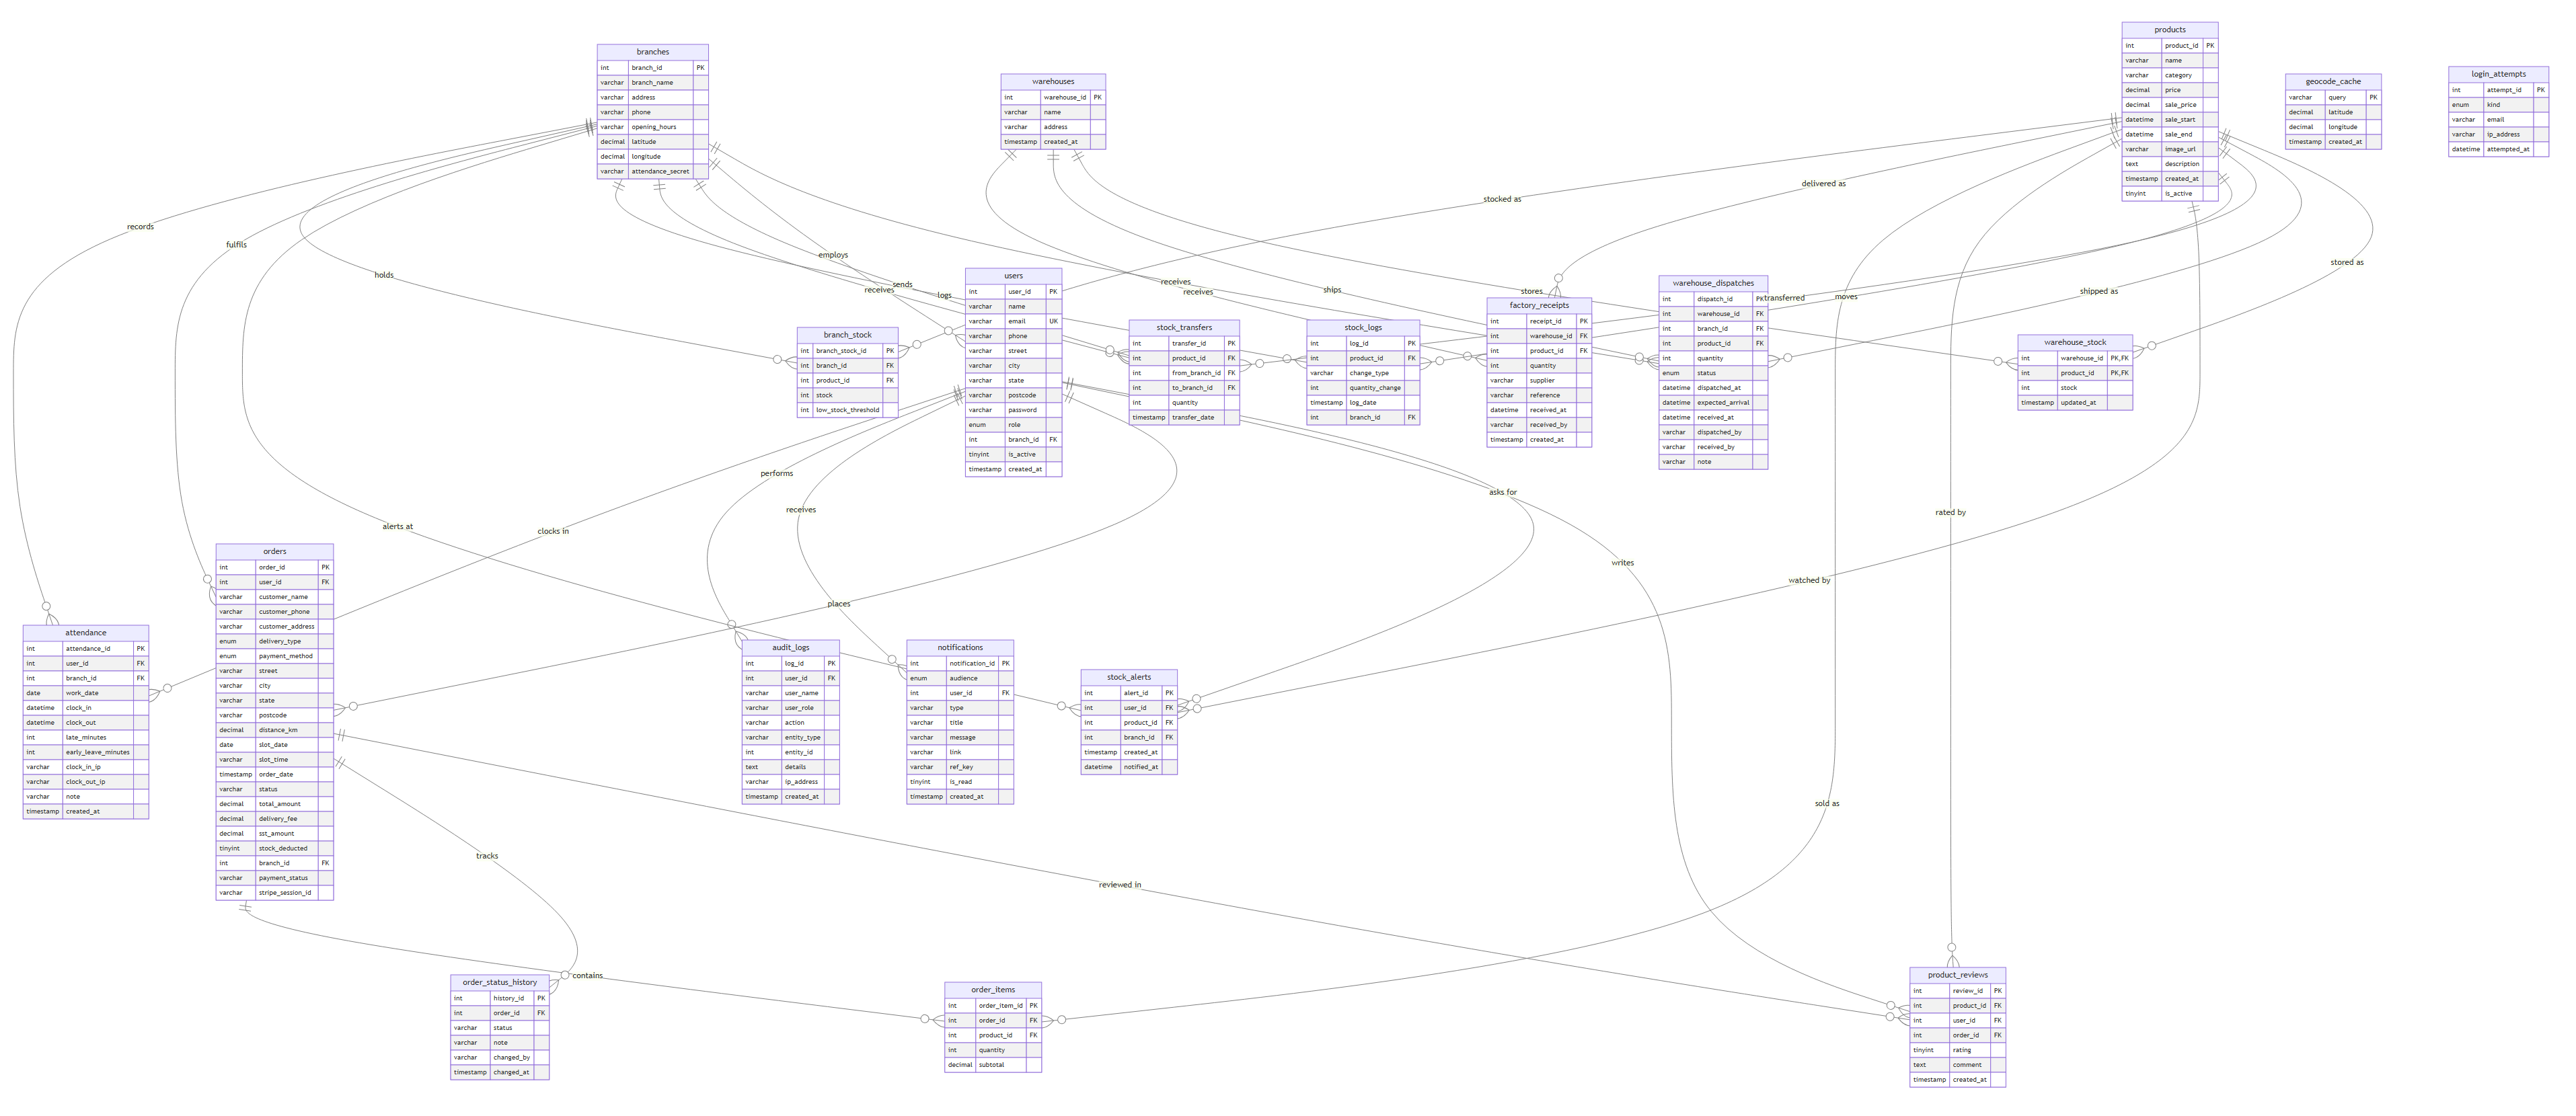 branches
int branch_id PK
varchar branch_name
varchar address
varchar phone
varchar opening_hours
decimal latitude
decimal longitude
varchar attendance_secret
warehouses
int warehouse_id PK
varchar name
varchar address
timestamp created_at
products
int product_id PK
varchar name
varchar category
decimal price
decimal sale_price
datetime sale_start
datetime sale_end
varchar image_url
text description
timestamp created_at
tinyint is_active
geocode_cache
varchar query PK
decimal latitude
decimal longitude
timestamp created_at
login_attempts
int attempt_id PK
enum kind
varchar email
varchar ip_address
datetime attempted_at
records
fulfils
holds
employs
receives
sends
logs
receives
receives
ships
stores
stocked as
delivered as
transferred
moves
shipped as
stored as
users
int user_id PK
varchar name
varchar email UK
varchar phone
varchar street
varchar city
varchar state
varchar postcode
varchar password
enum role
int branch_id FK
tinyint is_active
timestamp created_at
branch_stock
int branch_stock_id PK
int branch_id FK
int product_id FK
int stock
int low_stock_threshold
stock_transfers
int transfer_id PK
int product_id FK
int from_branch_id FK
int to_branch_id FK
int quantity
timestamp transfer_date
stock_logs
int log_id PK
int product_id FK
varchar change_type
int quantity_change
timestamp log_date
int branch_id FK
factory_receipts
int receipt_id PK
int warehouse_id FK
int product_id FK
int quantity
varchar supplier
varchar reference
datetime received_at
varchar received_by
timestamp created_at
warehouse_dispatches
int dispatch_id PK
int warehouse_id FK
int branch_id FK
int product_id FK
int quantity
enum status
datetime dispatched_at
datetime expected_arrival
datetime received_at
varchar dispatched_by
varchar received_by
varchar note
warehouse_stock
int warehouse_id PK,FK
int product_id PK,FK
int stock
timestamp updated_at
alerts at
clocks in
performs
receives
places
asks for
writes
watched by
rated by
orders
int order_id PK
int user_id FK
varchar customer_name
varchar customer_phone
varchar customer_address
enum delivery_type
enum payment_method
varchar street
varchar city
varchar state
varchar postcode
decimal distance_km
date slot_date
varchar slot_time
timestamp order_date
varchar status
decimal total_amount
decimal delivery_fee
decimal sst_amount
tinyint stock_deducted
int branch_id FK
varchar payment_status
varchar stripe_session_id
attendance
int attendance_id PK
int user_id FK
int branch_id FK
date work_date
datetime clock_in
datetime clock_out
int late_minutes
int early_leave_minutes
varchar clock_in_ip
varchar clock_out_ip
varchar note
timestamp created_at
audit_logs
int log_id PK
int user_id FK
varchar user_name
varchar user_role
varchar action
varchar entity_type
int entity_id
text details
varchar ip_address
timestamp created_at
notifications
int notification_id PK
enum audience
int user_id FK
varchar type
varchar title
varchar message
varchar link
varchar ref_key
tinyint is_read
timestamp created_at
stock_alerts
int alert_id PK
int user_id FK
int product_id FK
int branch_id FK
timestamp created_at
datetime notified_at
tracks
reviewed in
sold as
contains
order_status_history
int history_id PK
int order_id FK
varchar status
varchar note
varchar changed_by
timestamp changed_at
order_items
int order_item_id PK
int order_id FK
int product_id FK
int quantity
decimal subtotal
product_reviews
int review_id PK
int product_id FK
int user_id FK
int order_id FK
tinyint rating
text comment
timestamp created_at